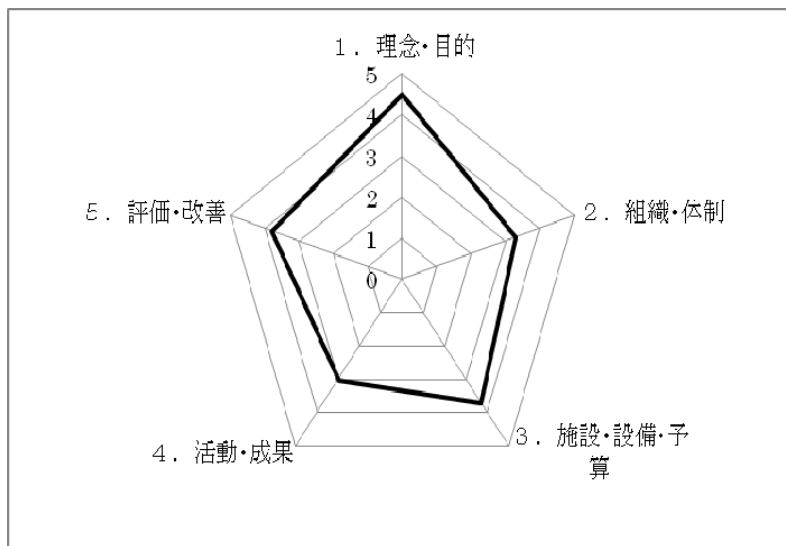 1. 理念・目的
5
4
3
2
1
0
2. 組織・体制
3. 施設・設備・予
算
4. 活動・成果
5. 評価・改善